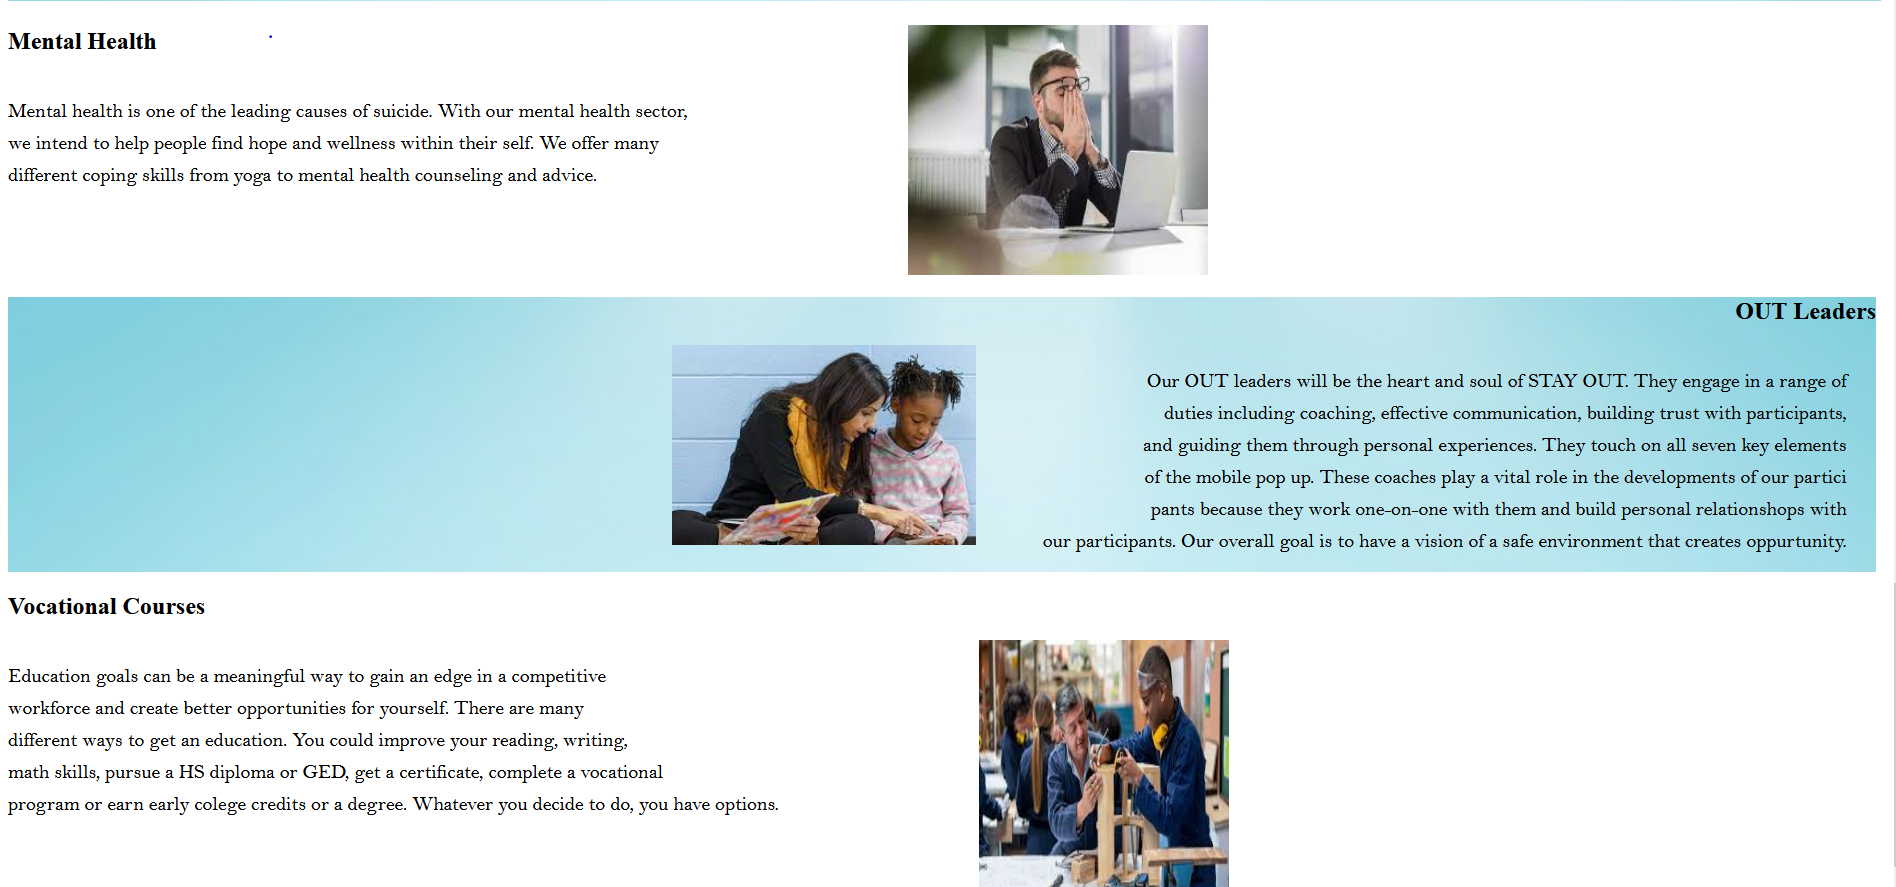 Mental Health
Mental health is one of the leading causes of suicide. With our mental health sector,
we intend to help people find hope and wellness within their self. We offer many
different coping skills from yoga to mental health counseling and advice.
OUT Leaders
Our OUT leaders will be the heart and soul of STAY OUT. They engage in a range of
duties including coaching, effective communication, building trust with participants,
and guiding them through personal experiences. They touch on all seven key elements
of the mobile pop up. These coaches play a vital role in the developments of our partici
pants because they work one-on-one with them and build personal relationshops with
our participants. Our overall goal is to have a vision of a safe environment that creates oppurtunity.
Vocational Courses
Education goals can be a meaningful way to gain an edge in a competitive
workforce and create better opportunities for yourself. There are many
different ways to get an education. You could improve your reading, writing,
math skills, pursue a HS diploma or GED, get a certificate, complete a vocational
program or earn early colege credits or a degree. Whatever you decide to do, you have options.